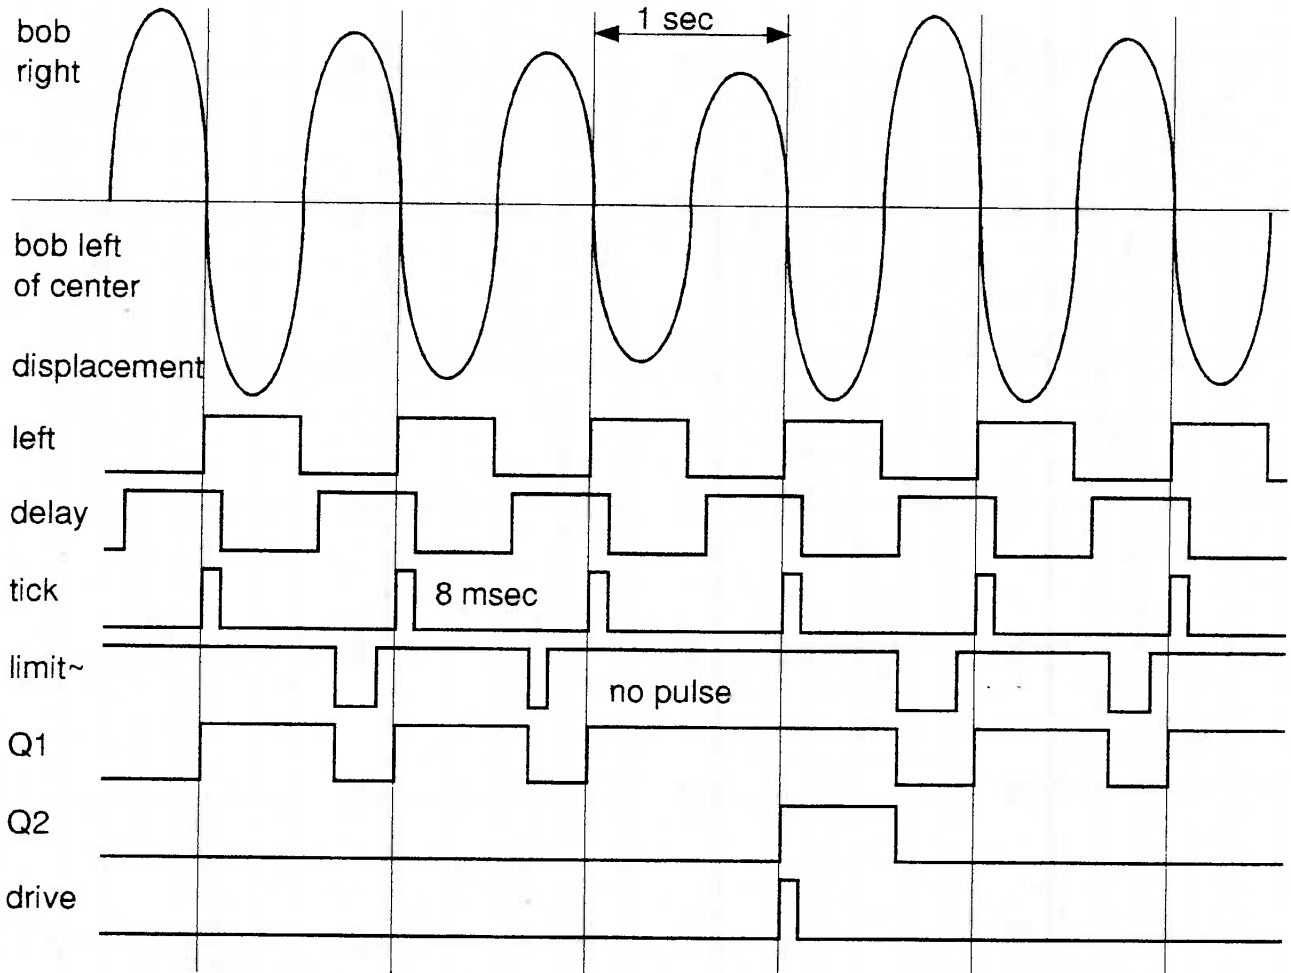 bob
right
1 sec
bob left
of center
displacement
left
delay
tick
8 msec
limit~
no pulse
Q1
Q2
drive